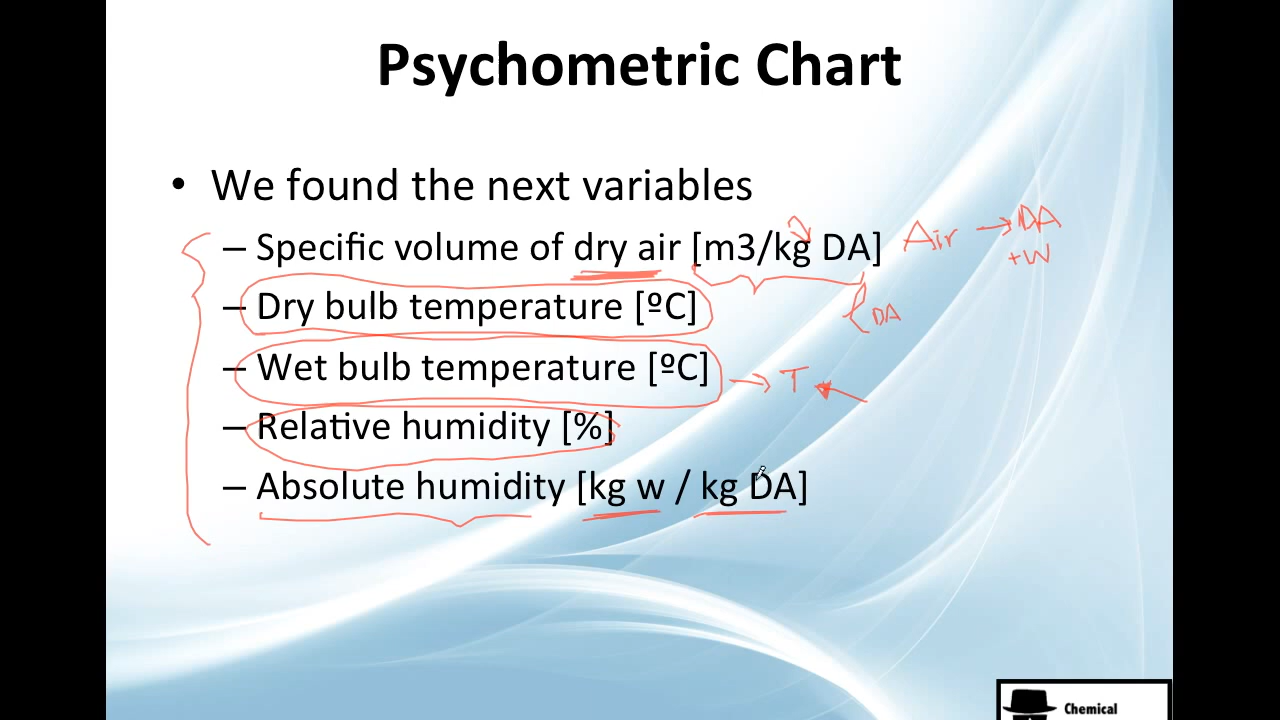 Psychometric Chart
• We found the next variables
– Specific volume of dry air [m3/kg DA] Air → DA
+W
– Dry bulb temperature [ºC]
DA
– Wet bulb temperature [ºC] → T
– Relative humidity [%]
– Absolute humidity [kg w / kg DA]
Chemical